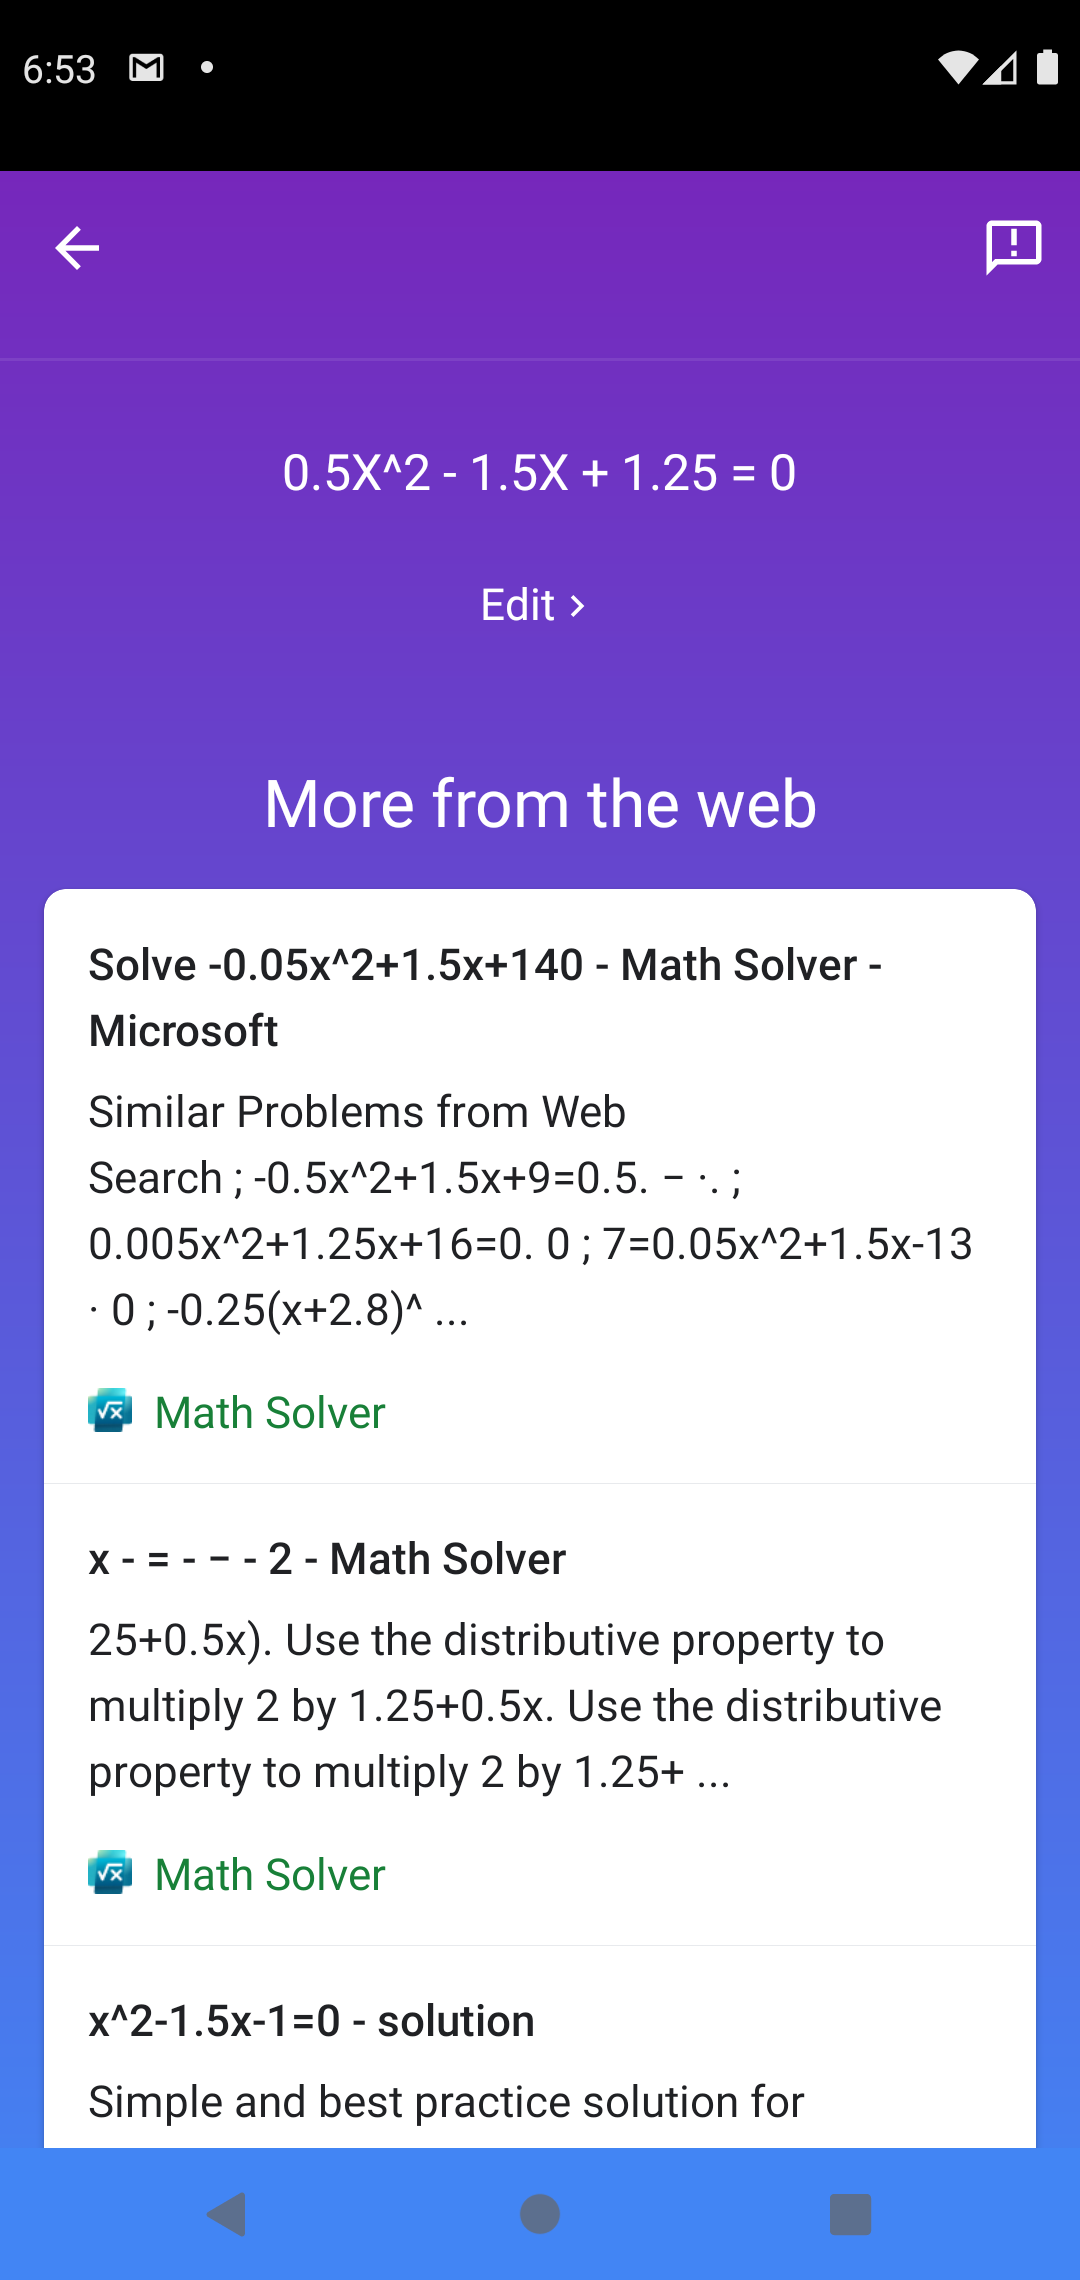 6:53
0.5X^2 - 1.5X + 1.25 = 0
Edit
More from the web
Solve -0.05x^2+1.5x+140 - Math Solver -
Microsoft
Similar Problems from Web
Search ; -0.5x^2+1.5x+9=0.5. − ·. ;
0.005x^2+1.25x+16=0. 0 ; 7=0.05x^2+1.5x-13
· 0 ; -0.25(x+2.8)^ ...
Math Solver
x - = - − - 2 - Math Solver
25+0.5x). Use the distributive property to
multiply 2 by 1.25+0.5x. Use the distributive
property to multiply 2 by 1.25+ ...
Math Solver
x^2-1.5x-1=0 - solution
Simple and best practice solution for